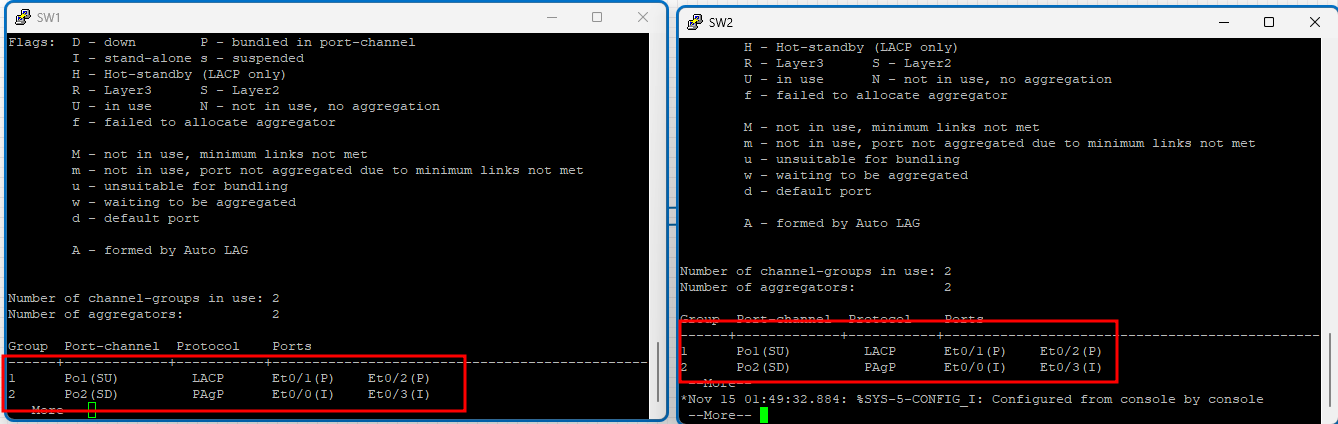 SW1
Flags:  D - down        P - bundled in port-channel
        I - stand-alone s - suspended
        H - Hot-standby (LACP only)
        R - Layer3      S - Layer2
        U - in use      N - not in use, no aggregation
        f - failed to allocate aggregator
        M - not in use, minimum links not met
        m - not in use, port not aggregated due to minimum links not met
        u - unsuitable for bundling
        w - waiting to be aggregated
        d - default port
        A - formed by Auto LAG
Number of channel-groups in use: 2
Number of aggregators:           2
Group  Port-channel  Protocol    Ports
------+-------------+-----------+-----------------------------------------------
1      Po1(SU)         LACP      Et0/1(P)    Et0/2(P)
2      Po2(SD)         PAgP      Et0/0(I)    Et0/3(I)
--More--
SW2
        H - Hot-standby (LACP only)
        R - Layer3      S - Layer2
        U - in use      N - not in use, no aggregation
        f - failed to allocate aggregator
        M - not in use, minimum links not met
        m - not in use, port not aggregated due to minimum links not met
        u - unsuitable for bundling
        w - waiting to be aggregated
        d - default port
        A - formed by Auto LAG
Number of channel-groups in use: 2
Number of aggregators:           2
Group  Port-channel  Protocol    Ports
------+-------------+-----------+-----------------------------------------------
1      Po1(SU)         LACP      Et0/1(P)    Et0/2(P)
2      Po2(SD)         PAgP      Et0/0(I)    Et0/3(I)
--More--
*Nov 15 01:49:32.884: %SYS-5-CONFIG_I: Configured from console by console
--More--